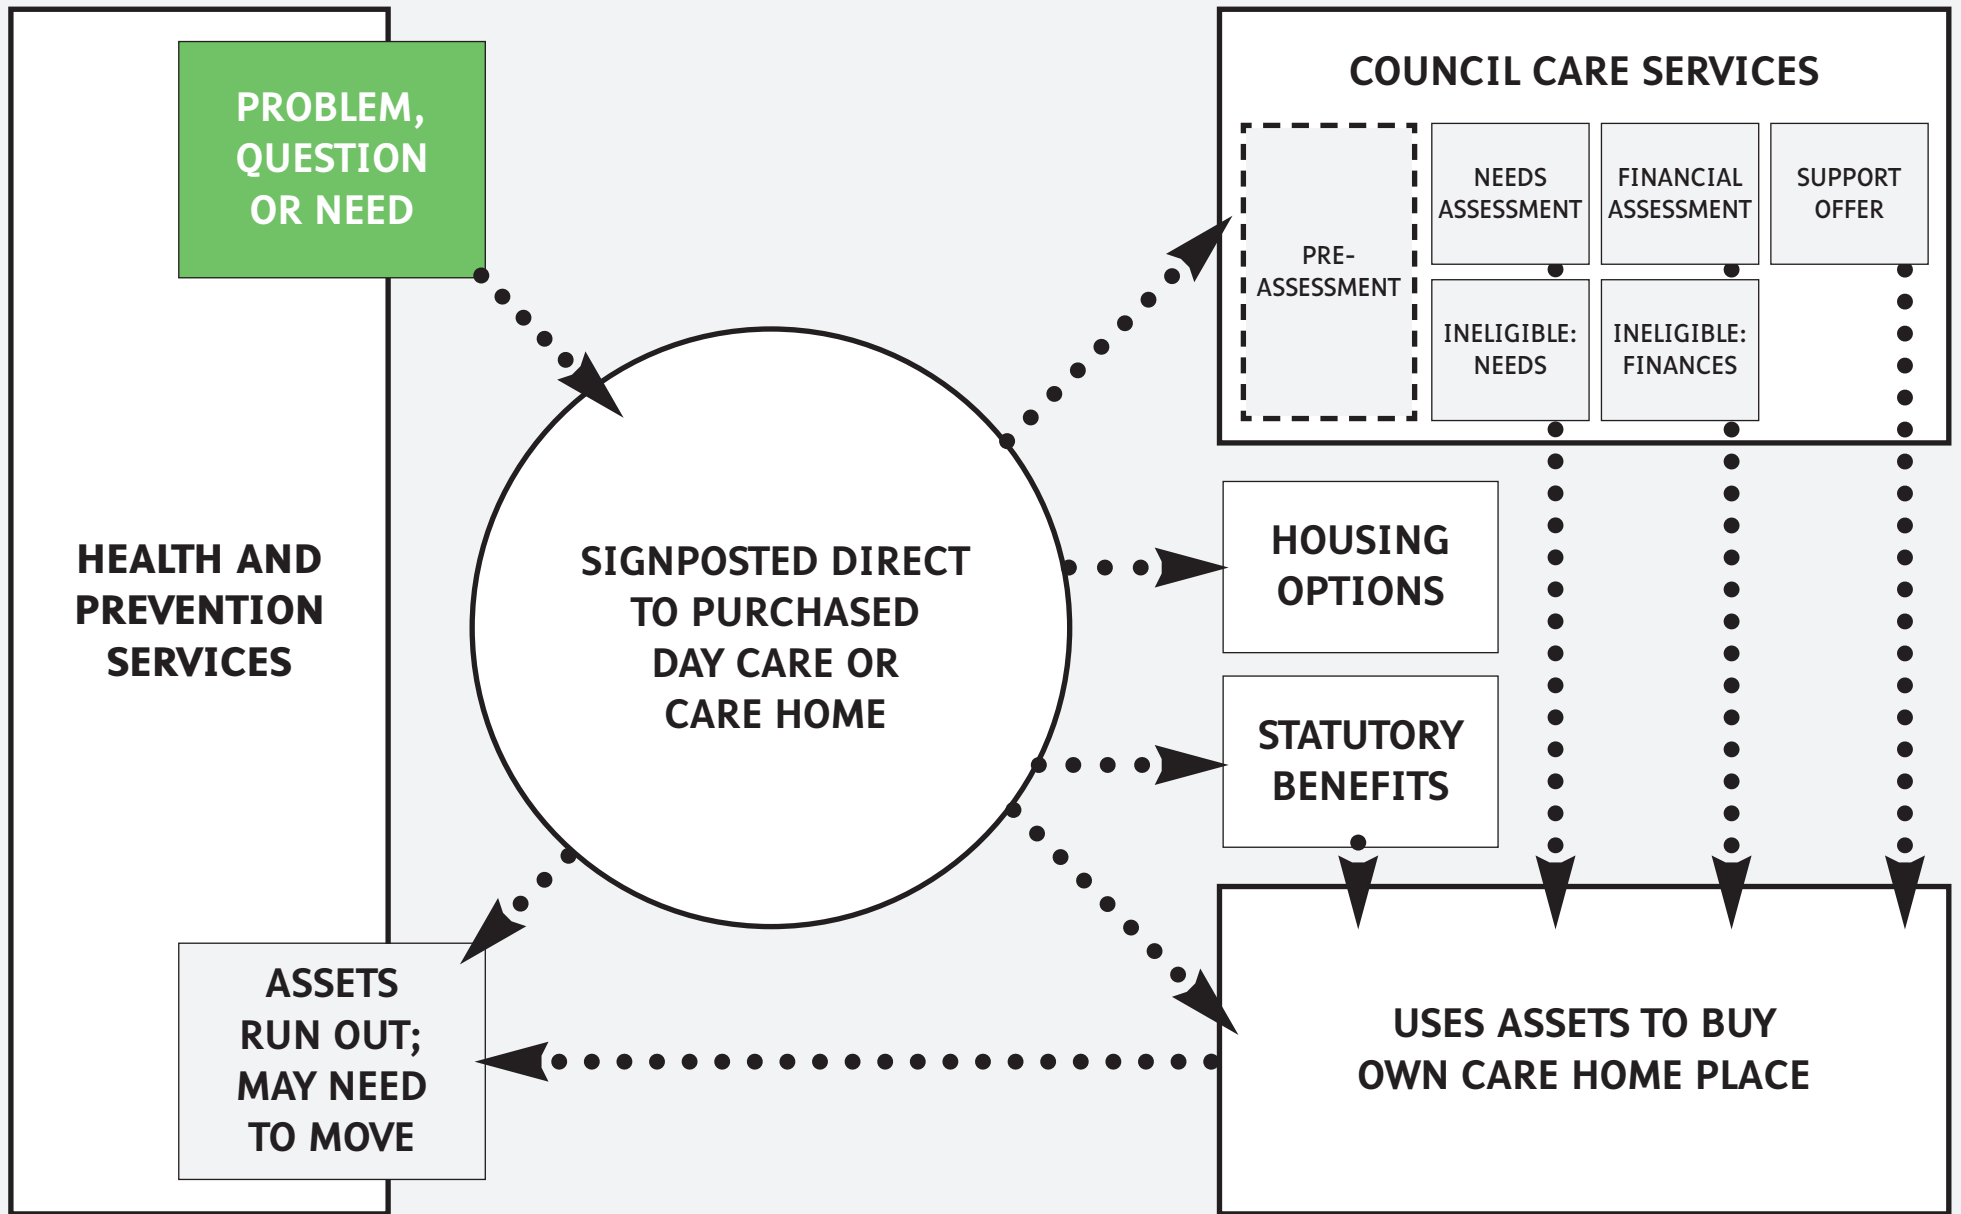 PROBLEM,
QUESTION
OR NEED
HEALTH AND
PREVENTION
SERVICES
ASSETS
RUN OUT;
MAY NEED
TO MOVE
SIGNPOSTED DIRECT
TO PURCHASED
DAY CARE OR
CARE HOME
COUNCIL CARE SERVICES
PRE-
ASSESSMENT
NEEDS
ASSESSMENT
FINANCIAL
ASSESSMENT
SUPPORT
OFFER
INELIGIBLE:
NEEDS
INELIGIBLE:
FINANCES
HOUSING
OPTIONS
STATUTORY
BENEFITS
USES ASSETS TO BUY
OWN CARE HOME PLACE